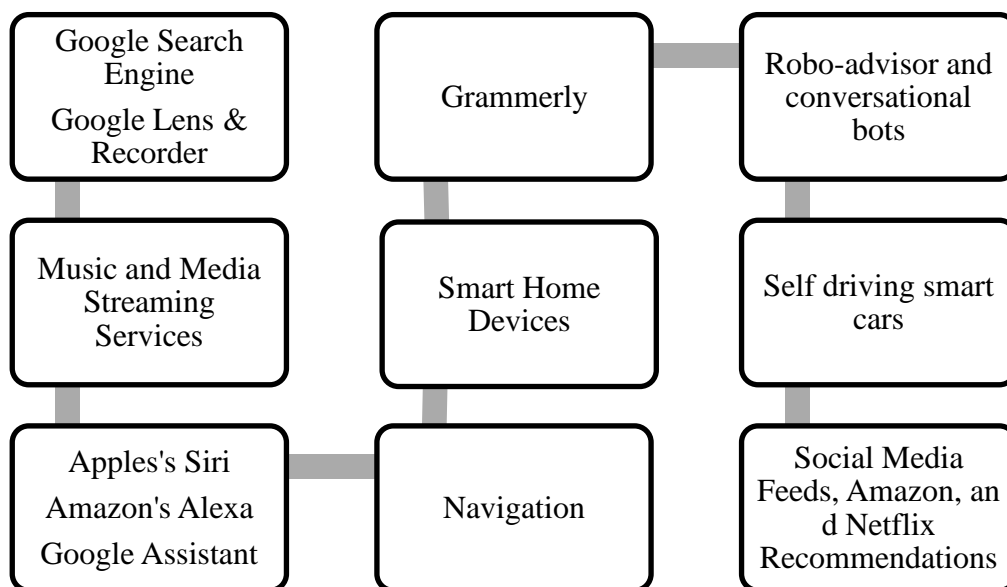 Google Search
Engine
Google Lens &
Recorder
Music and Media
Streaming
Services
Apples's Siri
Amazon's Alexa
Google Assistant
Navigation
Smart Home
Devices
Grammerly
Robo-advisor and
conversational
bots
Self driving smart
cars
Social Media
Feeds, Amazon, an
d Netflix
Recommendations